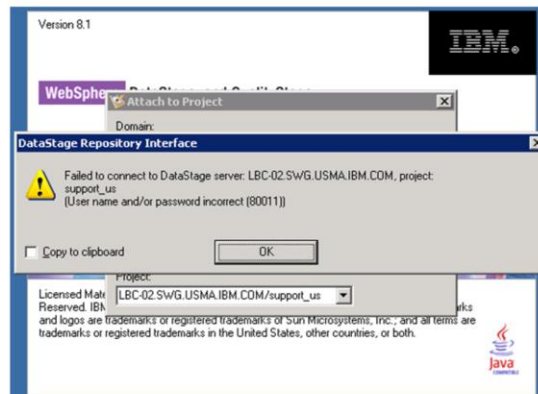 Version 8.1
IBM®
WebSphe
Attach to Project
Domain:
DataStage Repository Interface
Failed to connect to DataStage server: LBC-02.SWG.USMA.IBM.COM, project:
support_us
(User name and/or password incorrect (80011))
Copy to clipboard
OK
Project:
LBC-02.SWG.USMA.IBM.COM/support_us
Licensed Mate
Reserved. IBM
rks
and logos are trademarks or registered trademarks of Sun Microsystems, Inc.; and all terms are
trademarks or registered trademarks in the United States, other countries, or both.
Java
COMPATIBLE